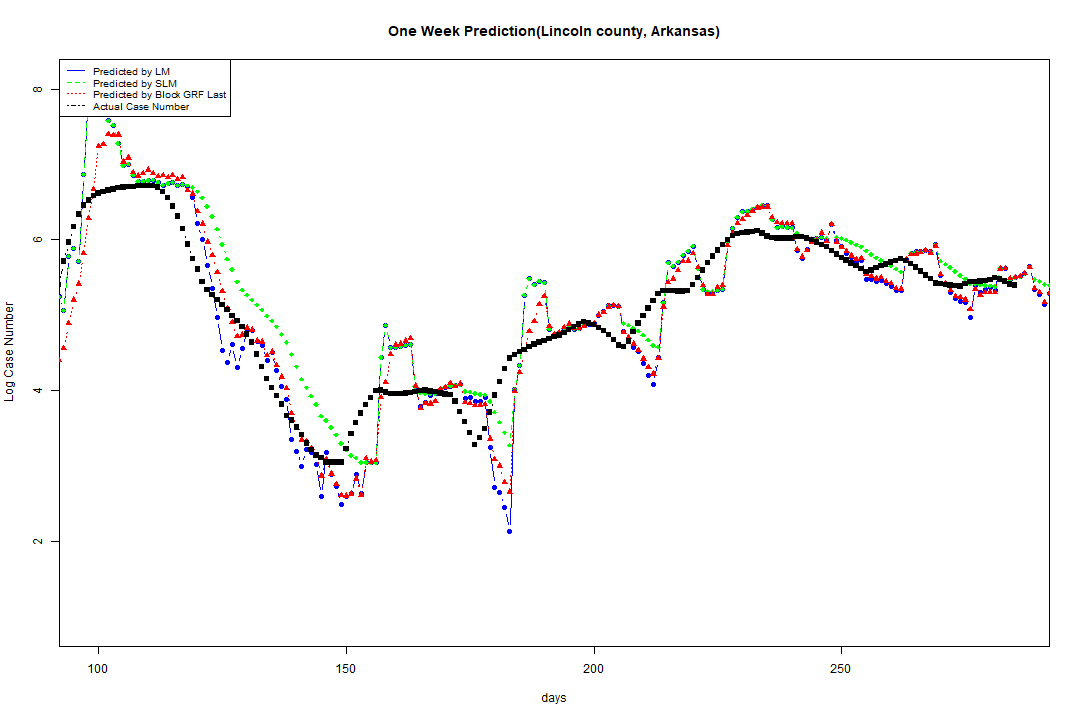 One Week Prediction(Lincoln county, Arkansas)
Predicted by LM
Predicted by SLM
Predicted by Block GRF Last
Actual Case Number
8
6
4
2
Log Case Number
100 150 200 250
days